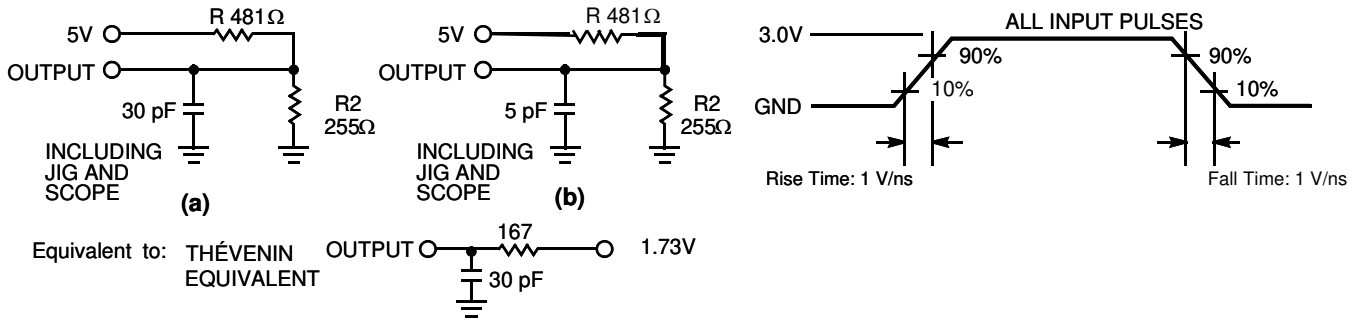 R 481Ω
5V
OUTPUT
30 pF
R2
255Ω
INCLUDING
JIG AND
SCOPE
(a)
R 481Ω
5V
OUTPUT
5 pF
R2
255Ω
INCLUDING
JIG AND
SCOPE
(b)
ALL INPUT PULSES
3.0V
90%
90%
10%
10%
GND
Rise Time: 1 V/ns
Fall Time: 1 V/ns
Equivalent to:
THÉVENIN
EQUIVALENT
OUTPUT
167
1.73V
30 pF